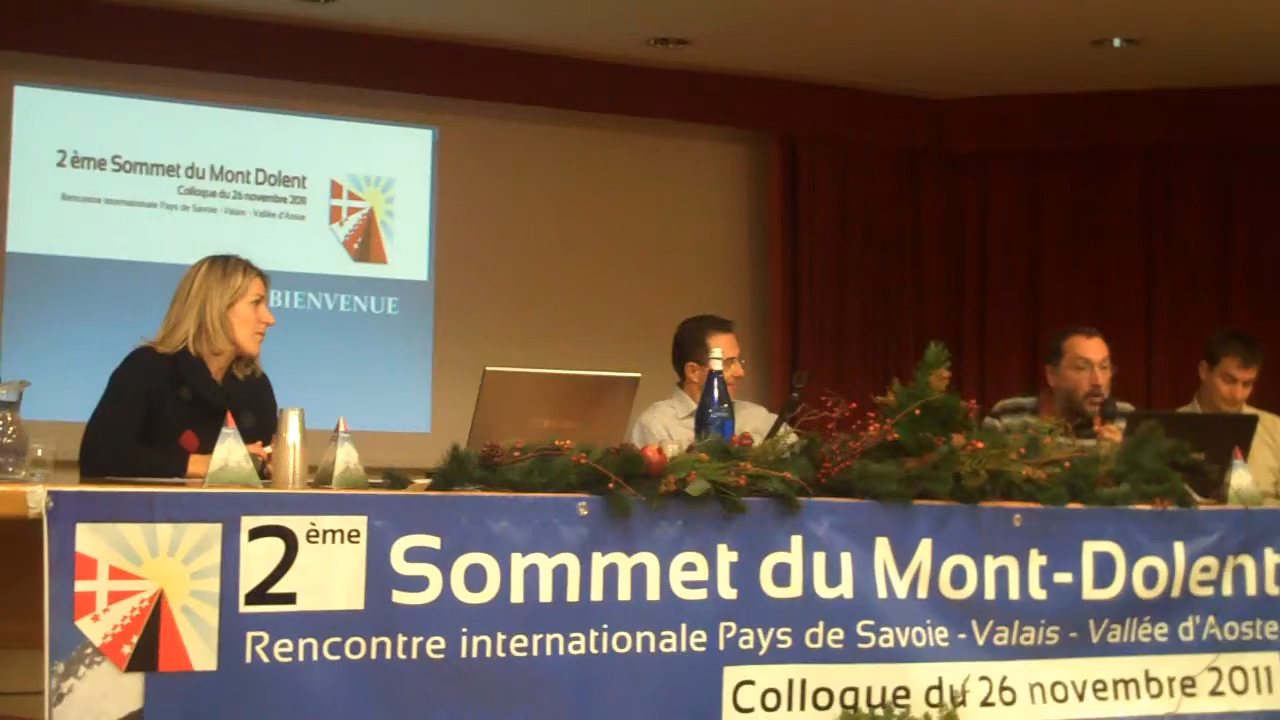 2 ème Sommet du Mont Dolent
Colloque du 26 novembre 2011
Rencontre internationale Pays de Savoie - Valais - Vallée d'Aoste
BIENVENUE
2ème Sommet du Mont-Dolent
Rencontre internationale Pays de Savoie - Valais - Vallée d'Aoste
Colloque du 26 novembre 2011